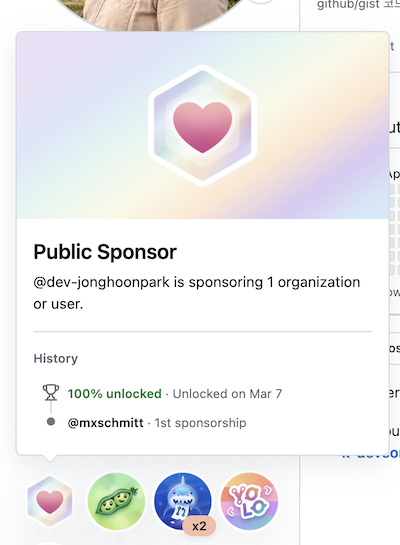 github/gist 코
Public Sponsor
@dev-jonghoonpark is sponsoring 1 organization
or user.
History
100% unlocked · Unlocked on Mar 7
@mxschmitt · 1st sponsorship
x2
YOLO